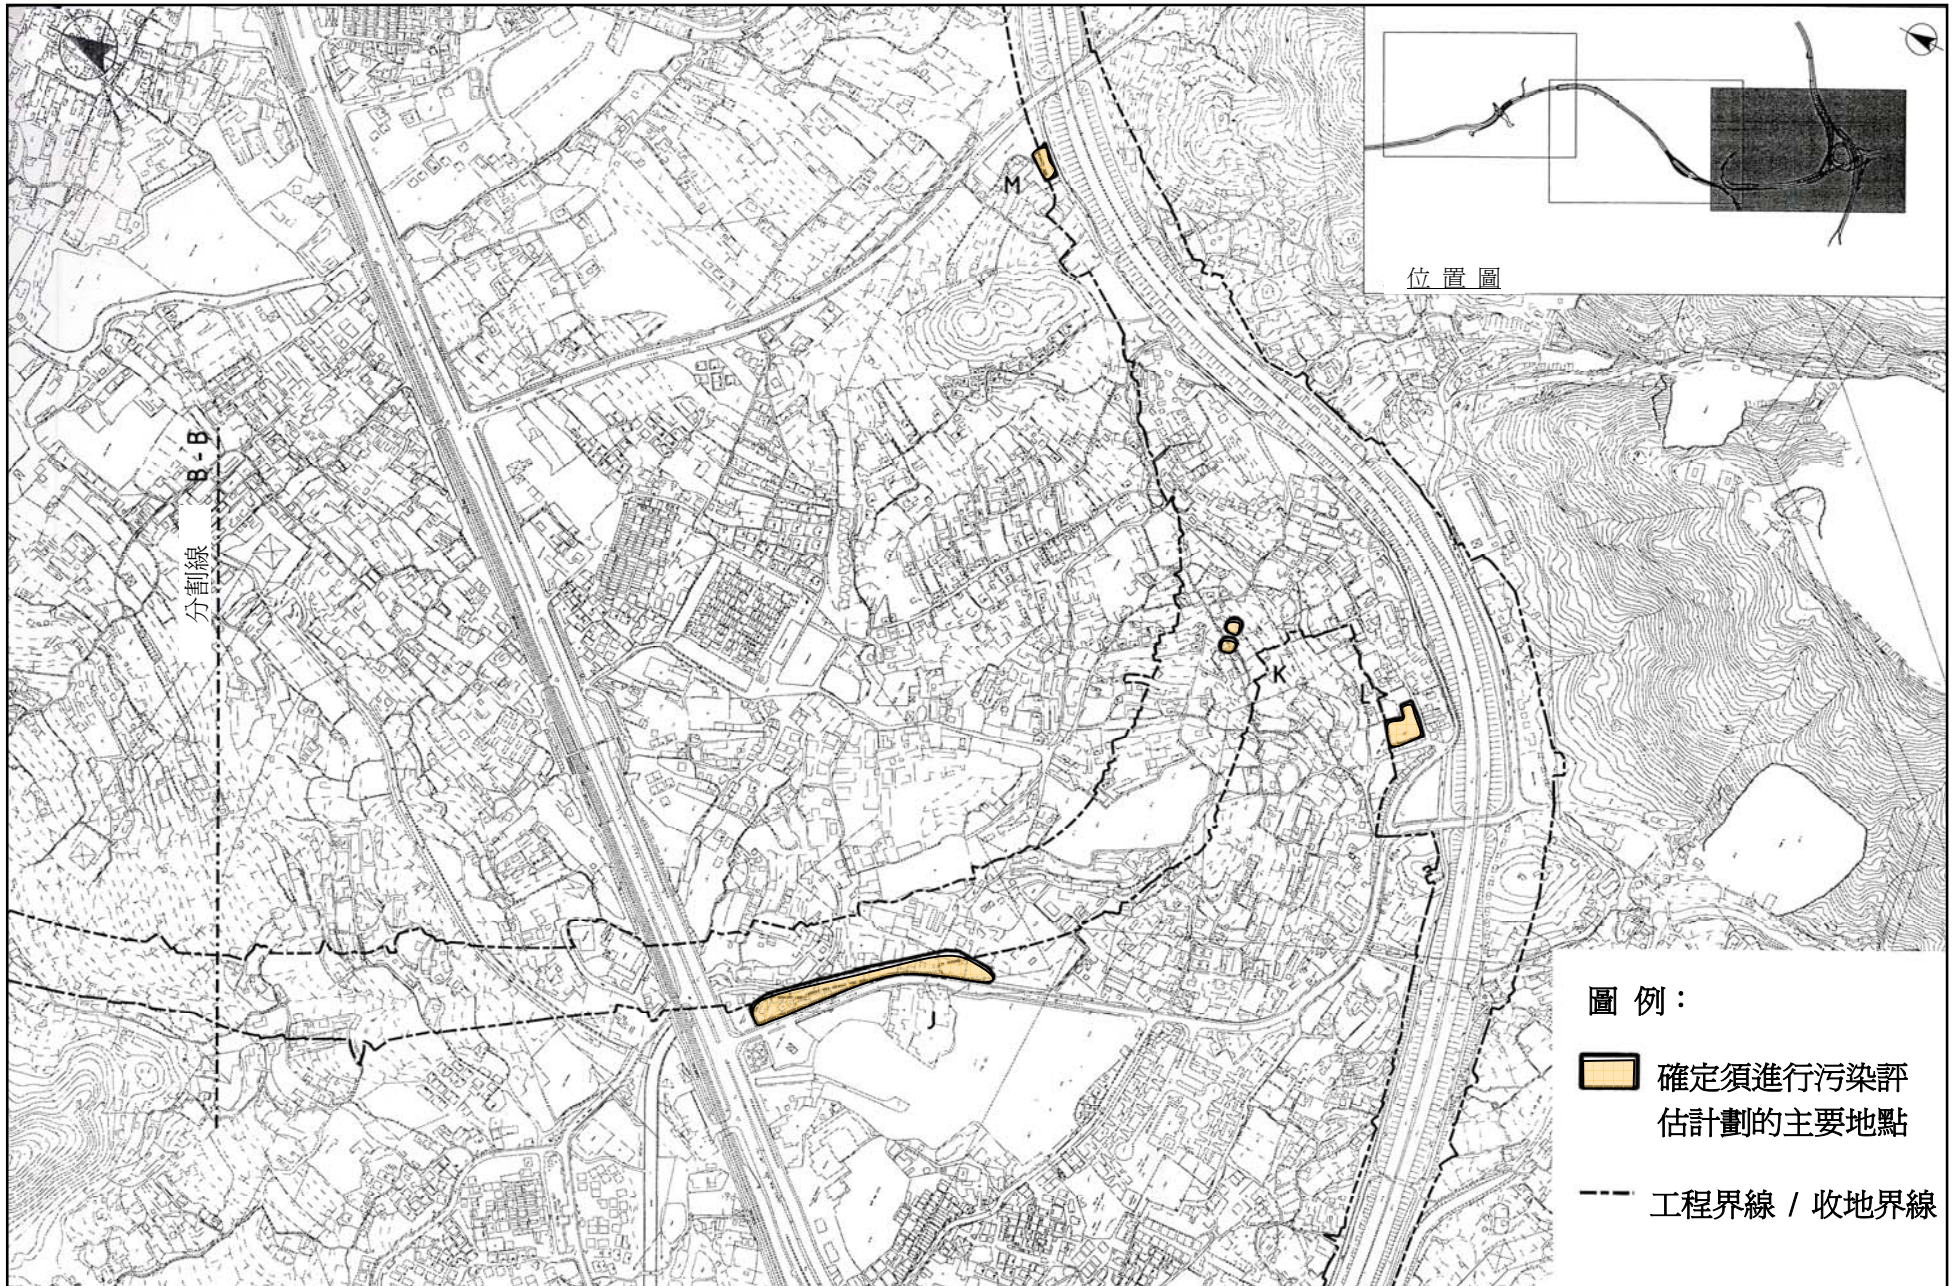 位置圖
M
B - B
分割線
K
L
J
圖 例：
確定須進行污染評
估計劃的主要地點
工程界線 / 收地界線